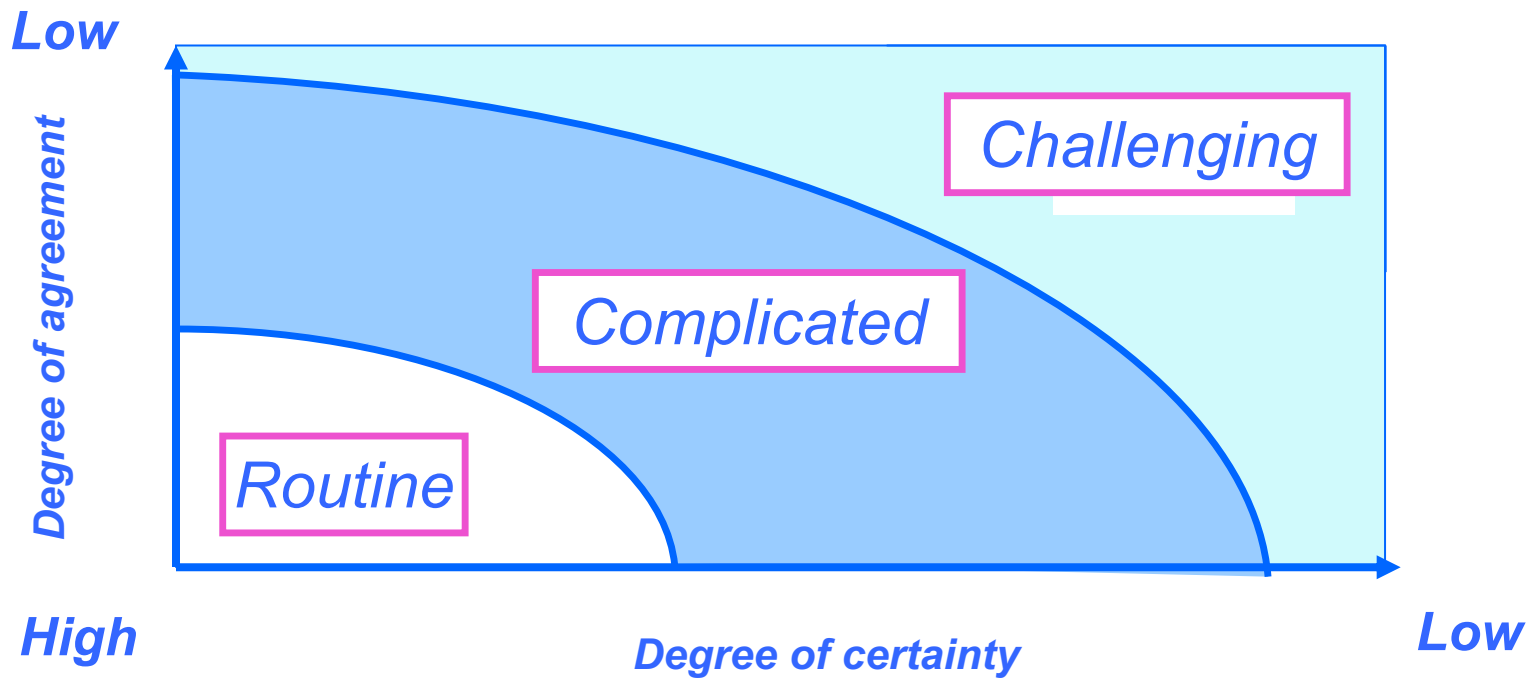 Low
Degree of agreement
Challenging
Complicated
Routine
High
Degree of certainty
Low